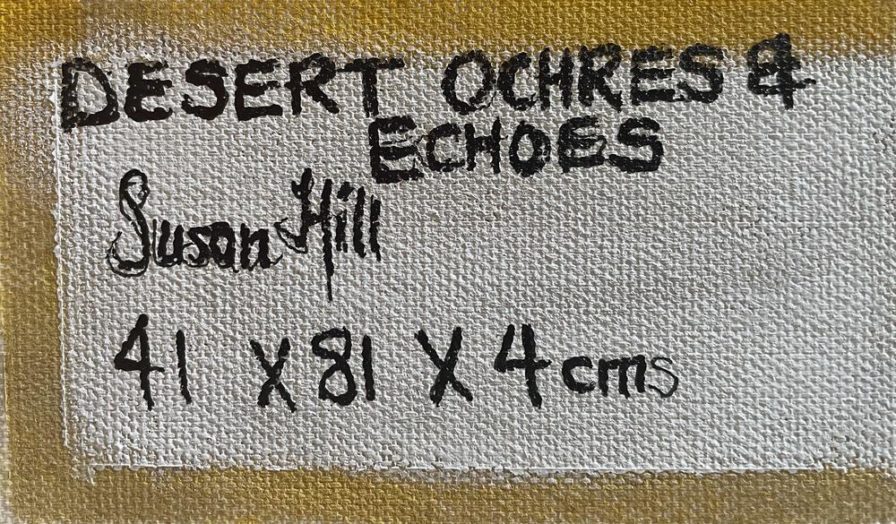 DESERT OCHRES &
ECHOES
Susan Hill
41 X 81 X 4 cms